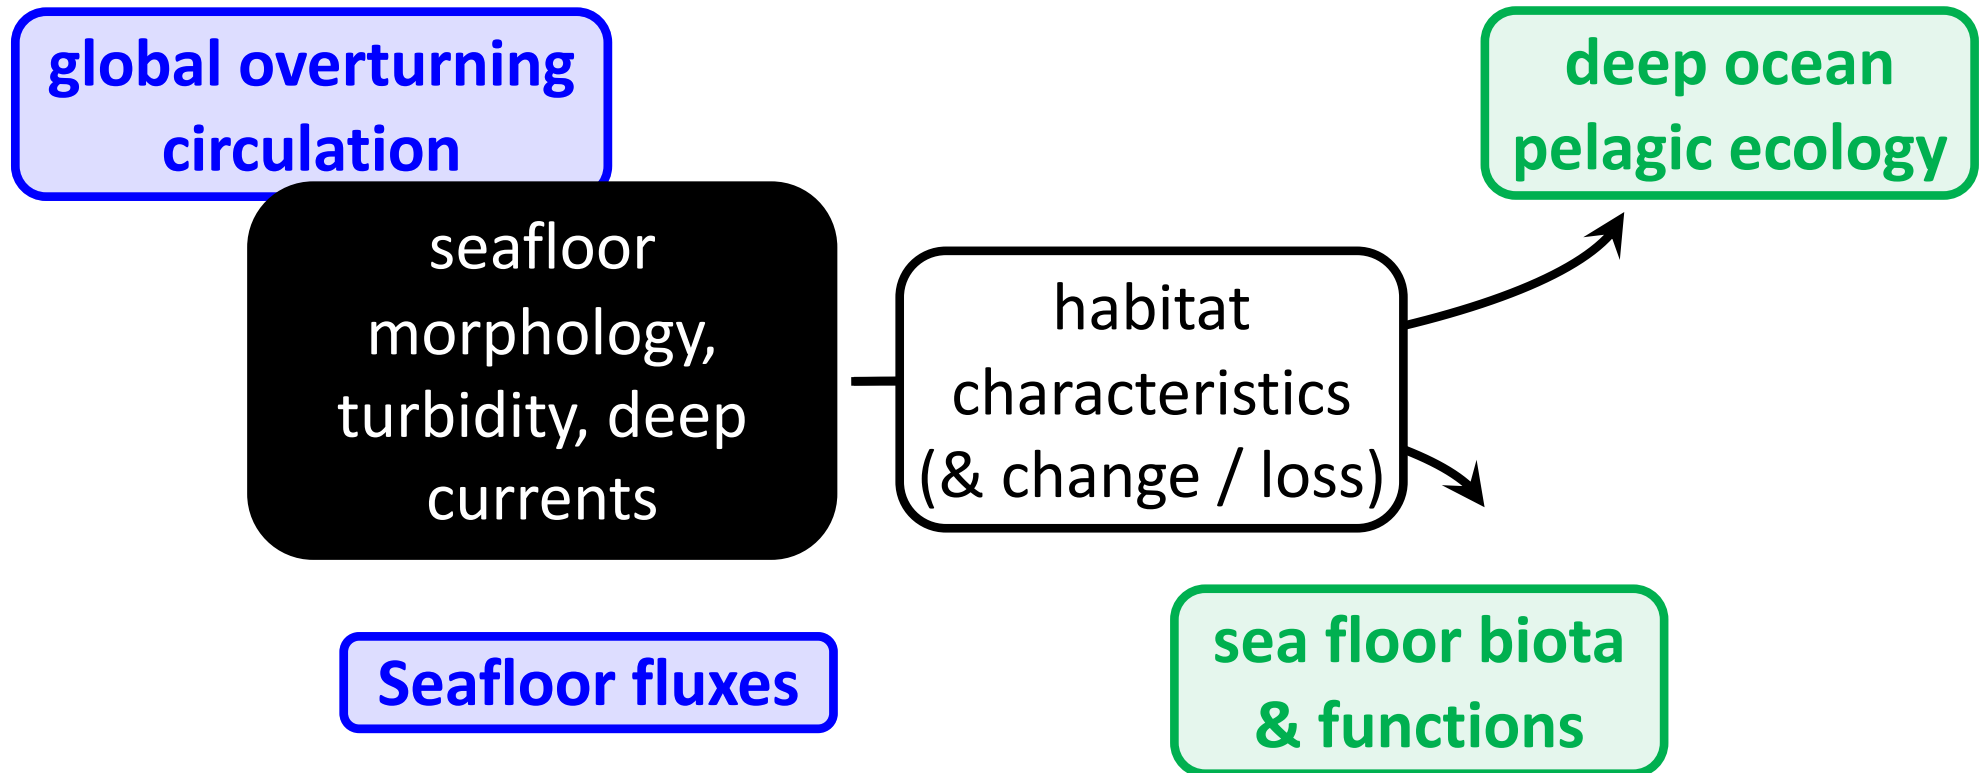 global overturning
circulation
deep ocean
pelagic ecology
seafloor
morphology,
turbidity, deep
currents
habitat
characteristics
(& change / loss)
Seafloor fluxes
sea floor biota
& functions